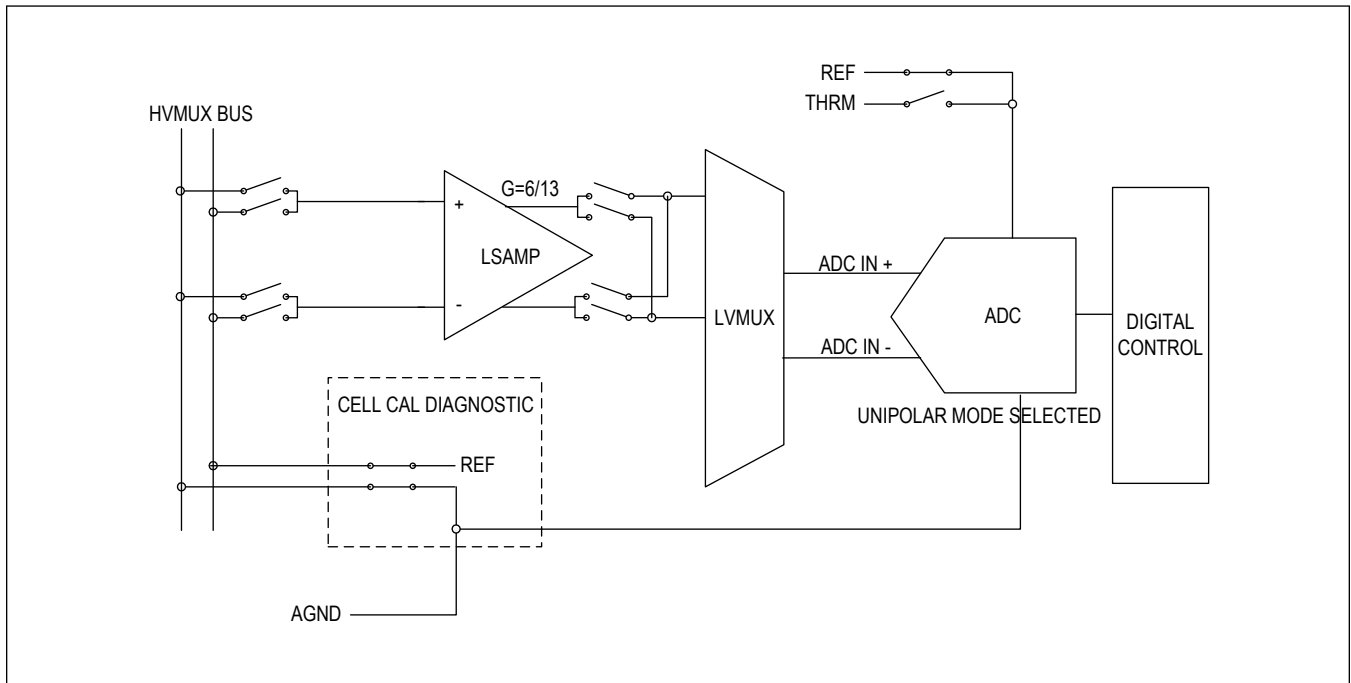 REF
THRM
HVMUX BUS
G=6/13
+
LSAMP
-
LVMUX
ADC IN +
ADC IN -
ADC
DIGITAL
CONTROL
UNIPOLAR MODE SELECTED
CELL CAL DIAGNOSTIC
REF
AGND